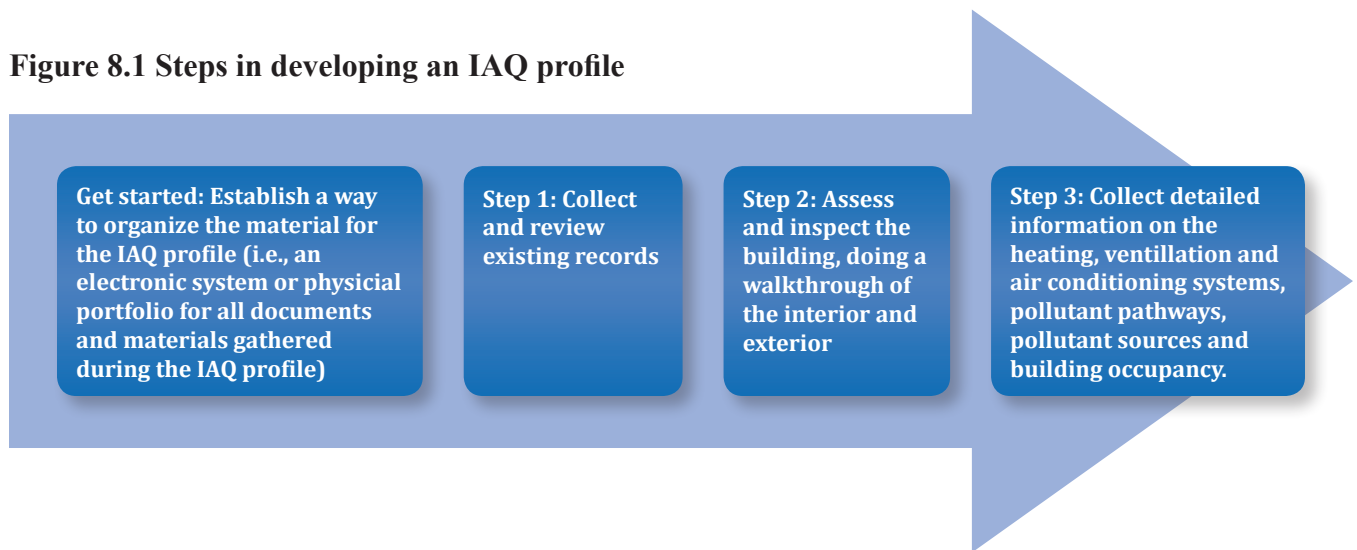 Figure 8.1 Steps in developing an IAQ profile
Get started: Establish a way
to organize the material for
the IAQ profile (i.e., an
electronic system or physicial
portfolio for all documents
and materials gathered
during the IAQ profile)
Step 1: Collect
and review
existing records
Step 2: Assess
and inspect the
building, doing a
walkthrough of
the interior and
exterior
Step 3: Collect detailed
information on the
heating, ventillation and
air conditioning systems,
pollutant pathways,
pollutant sources and
building occupancy.